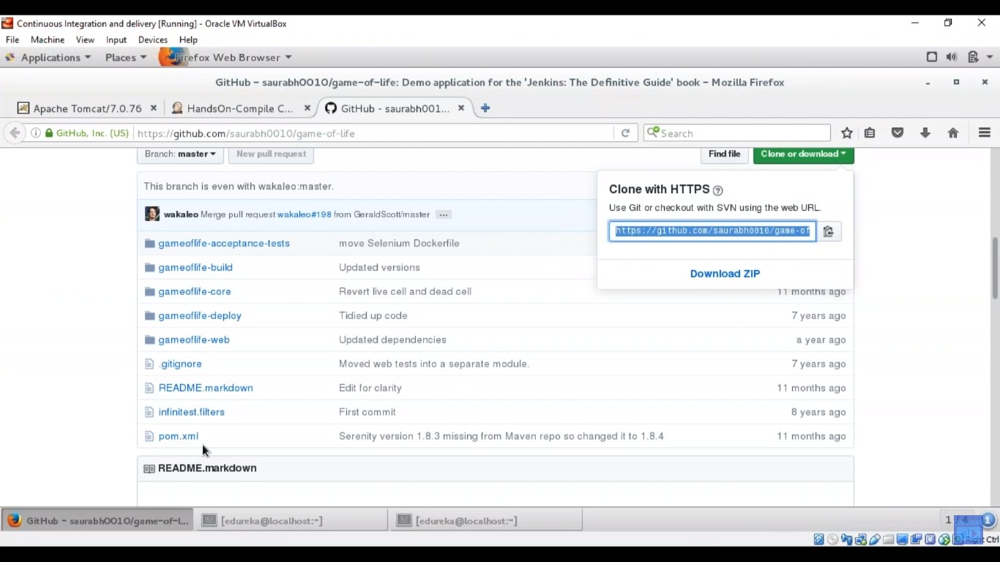 Continuous Integration and delivery [Running] - Oracle VM VirtualBox
File Machine View Input Devices Help
Applications Places Firefox Web Browser
GitHub - saurabh0010/game-of-life: Demo application for the 'Jenkins: The Definitive Guide' book - Mozilla Firefox
Apache Tomcat/7.0.76 HandsOn-Compile C... GitHub - saurabh001...
GitHub, Inc. (US) https://github.com/saurabh0010/game-of-life Search
Branch: master New pull request Find file Clone or download
This branch is even with wakaleo:master.
Clone with HTTPS
Use Git or checkout with SVN using the web URL.
wakaleo Merge pull request wakaleo#198 from GeraldScott/master ...
https://github.com/saurabh0010/game-of
gameoflife-acceptance-tests move Selenium Dockerfile
gameoflife-build Updated versions
Download ZIP
gameoflife-core Revert live cell and dead cell 11 months ago
gameoflife-deploy Tidied up code 7 years ago
gameoflife-web Updated dependencies a year ago
.gitignore Moved web tests into a separate module. 7 years ago
README.markdown Edit for clarity 11 months ago
infinitest.filters First commit 8 years ago
pom.xml Serenity version 1.8.3 missing from Maven repo so changed it to 1.8.4 11 months ago
README.markdown
GitHub - saurabh0010/game-of-l... [edureka@localhost:~] [edureka@localhost:~] 1 / 4 1
Right Ctrl